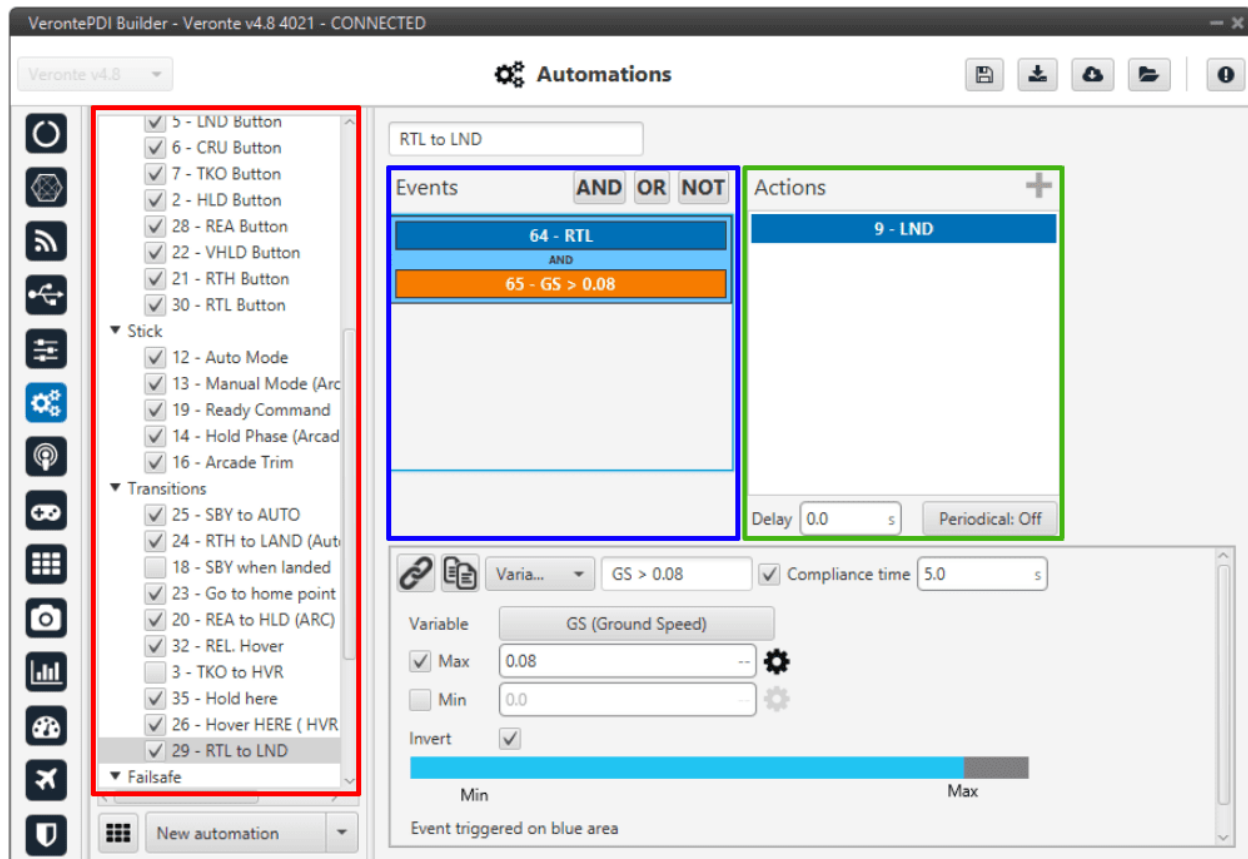 VerontePDI Builder - Veronte v4.8 4021 - CONNECTED
Veronte v4.8
Automations
5 - LND Button
6 - CRU Button
7 - TKO Button
2 - HLD Button
28 - REA Button
22 - VHLD Button
21 - RTH Button
30 - RTL Button
Stick
12 - Auto Mode
13 - Manual Mode (Arc
19 - Ready Command
14 - Hold Phase (Arcad
16 - Arcade Trim
Transitions
25 - SBY to AUTO
24 - RTH to LAND (Aut
18 - SBY when landed
23 - Go to home point
20 - REA to HLD (ARC)
32 - REL. Hover
3 - TKO to HVR
35 - Hold here
26 - Hover HERE ( HVR
29 - RTL to LND
Failsafe
New automation
RTL to LND
Events AND OR NOT
64 - RTL
AND
65 - GS > 0.08
Actions
9 - LND
Delay 0.0 s Periodical: Off
Varia... GS > 0.08 Compliance time 5.0 s
Variable GS (Ground Speed)
Max 0.08 --
Min 0.0 --
Invert
Min Max
Event triggered on blue area